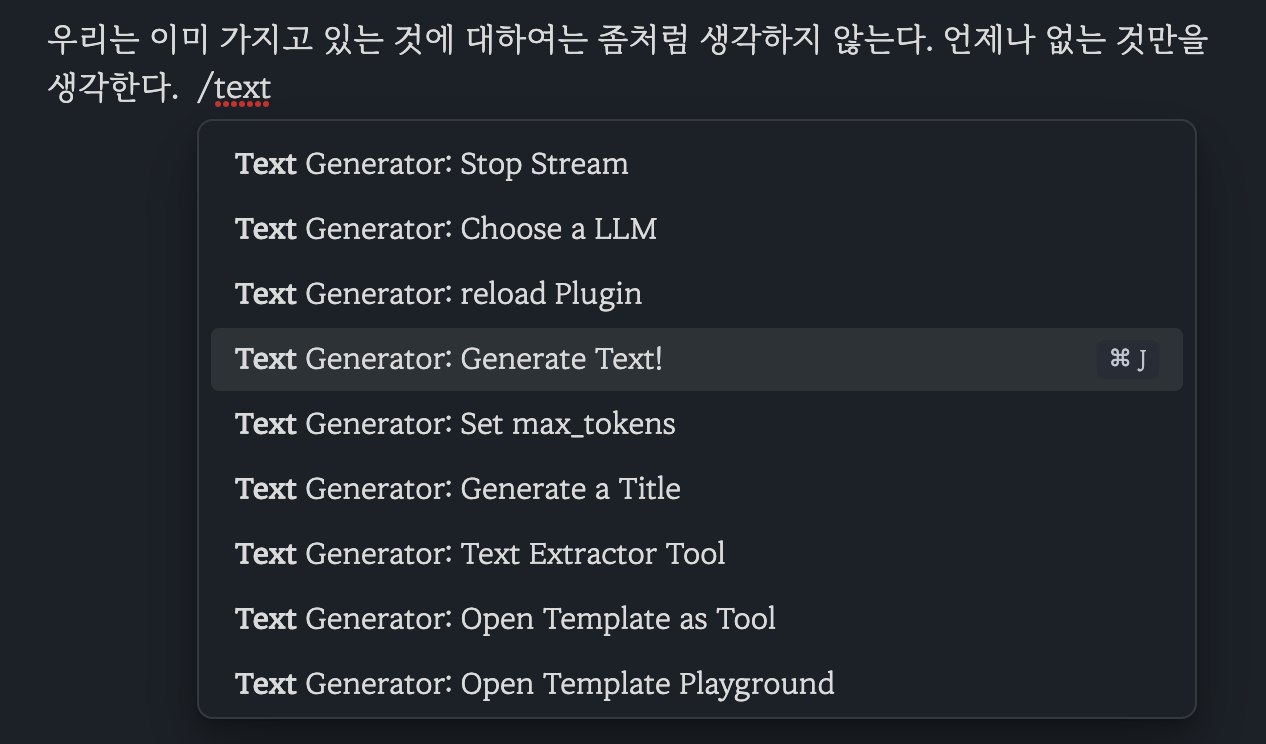 우리는 이미 가지고 있는 것에 대하여는 좀처럼 생각하지 않는다. 언제나 없는 것만을
생각한다. /text
Text Generator: Stop Stream
Text Generator: Choose a LLM
Text Generator: reload Plugin
Text Generator: Generate Text! ⌘ J
Text Generator: Set max_tokens
Text Generator: Generate a Title
Text Generator: Text Extractor Tool
Text Generator: Open Template as Tool
Text Generator: Open Template Playground